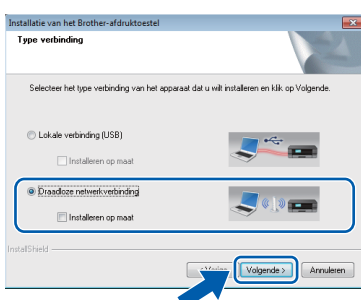 Installatie van het Brother-afdruktoestel
Type verbinding
Selecteer het type verbinding van het apparaat dat u wilt installeren en klik op Volgende.
Lokale verbinding (USB)
Installeren op maat
Draadloze netwerkverbinding
Installeren op maat
InstallShield
Volgende >
Annuleren